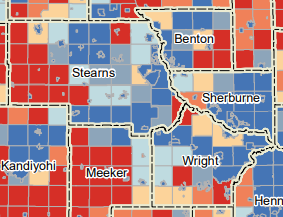 Benton
Stearns
Sherburne
Wright
Kandiyohi
Meeker
Henn